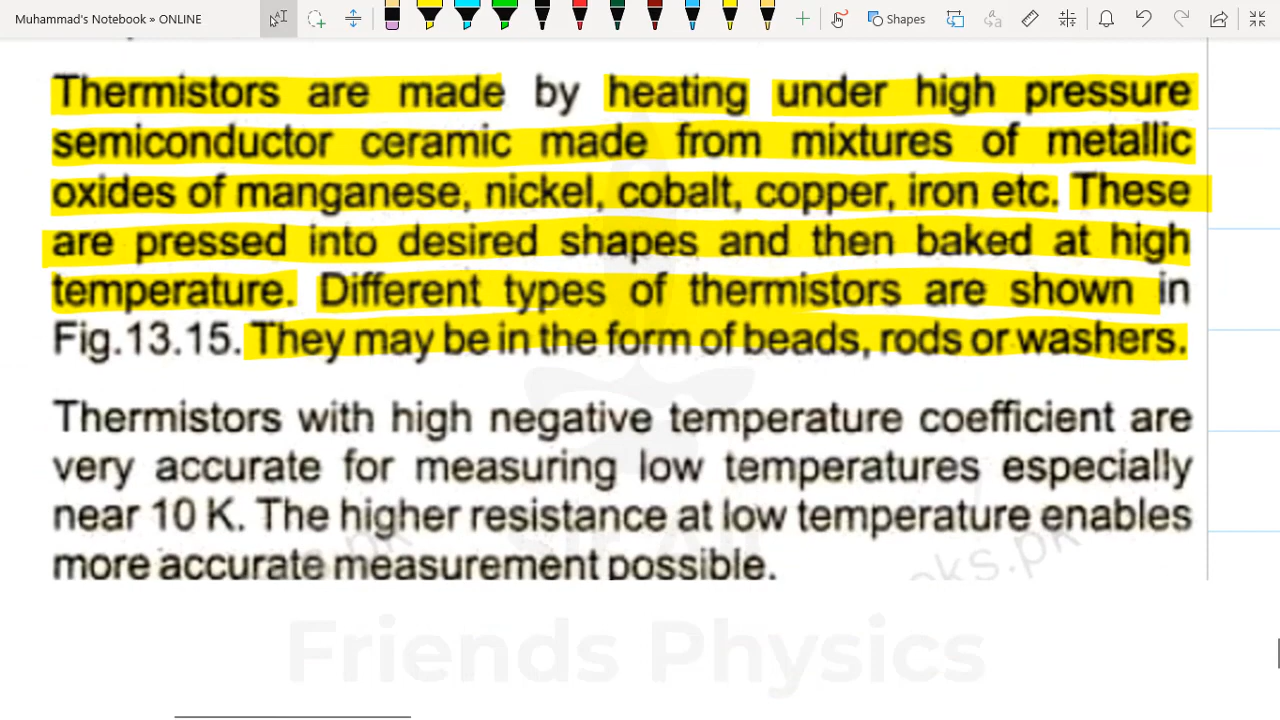 Muhammad's Notebook » ONLINE
Shapes
Thermistors are made by heating under high pressure
semiconductor ceramic made from mixtures of metallic
oxides of manganese, nickel, cobalt, copper, iron etc. These
are pressed into desired shapes and then baked at high
temperature. Different types of thermistors are shown in
Fig.13.15. They may be in the form of beads, rods or washers.
Thermistors with high negative temperature coefficient are
very accurate for measuring low temperatures especially
near 10 K. The higher resistance at low temperature enables
more accurate measurement possible.
Friends Physics